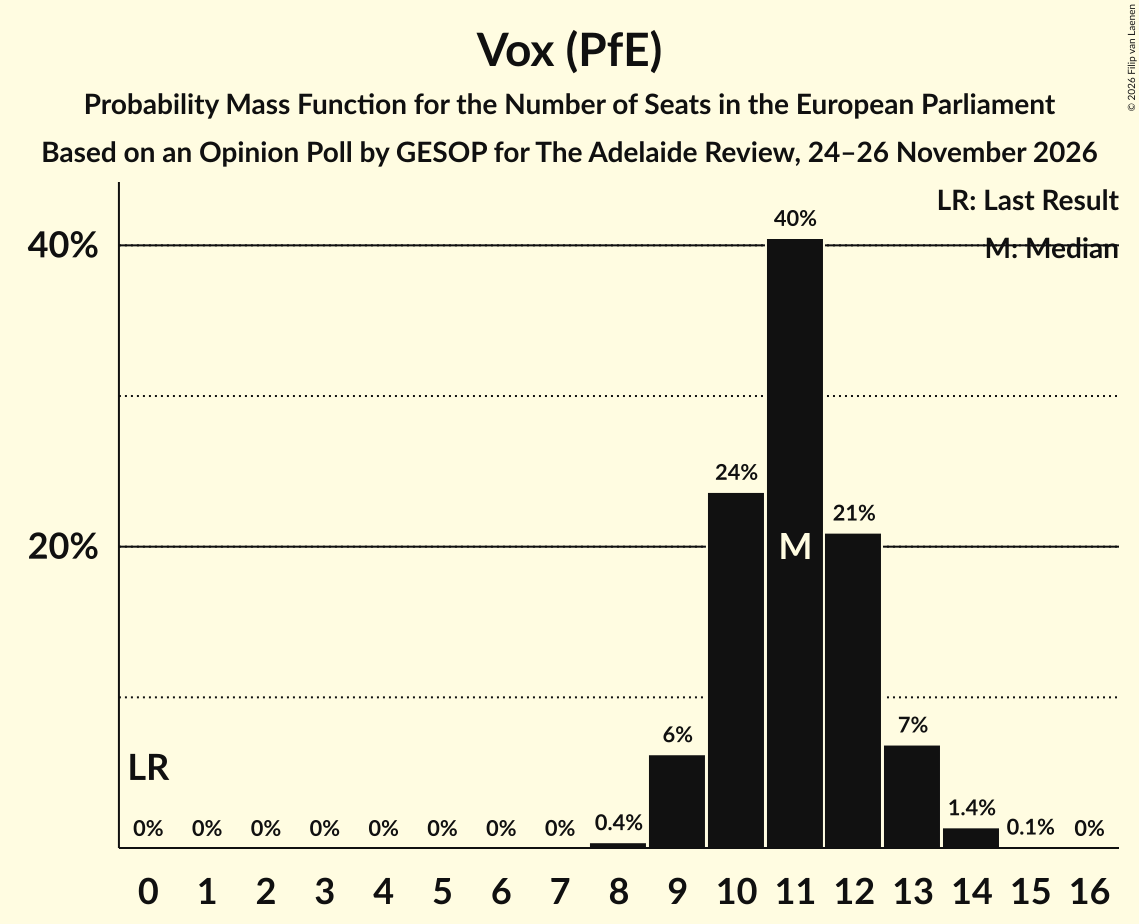 Vox (PfE)
Probability Mass Function for the Number of Seats in the European Parliament
Based on an Opinion Poll by GESOP for The Adelaide Review, 24–26 November 2026
© 2026 Filip van Laenen
LR: Last Result
M: Median
40%
20%
LR
M
0% 0% 0% 0% 0% 0% 0% 0% 0.4% 6% 24% 40% 21% 7% 1.4% 0.1% 0%
0 1 2 3 4 5 6 7 8 9 10 11 12 13 14 15 16